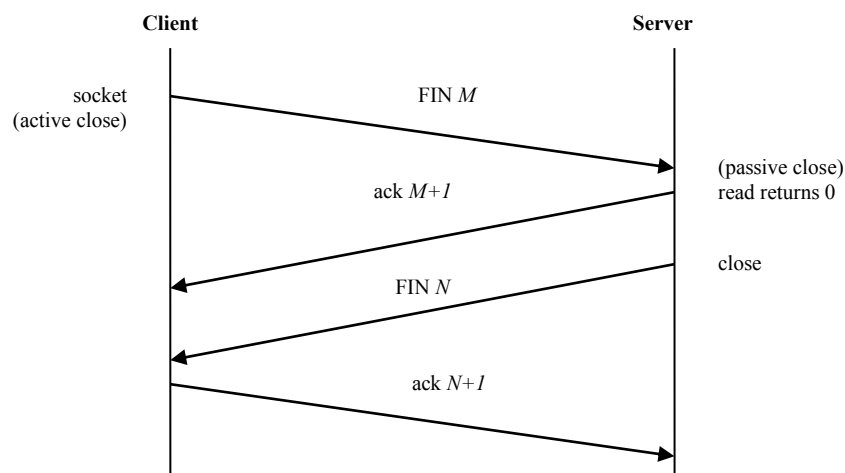 Client
Server
socket
(active close)
FIN M
(passive close)
read returns 0
ack M+1
close
FIN N
ack N+1